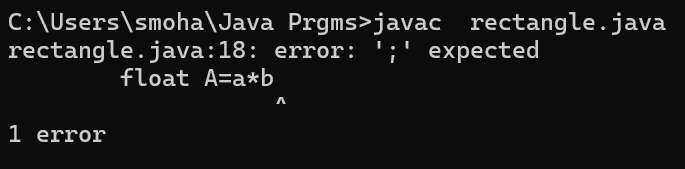 C:\Users\smoha\Java Prgms>javac  rectangle.java
rectangle.java:18: error: ';' expected
        float A=a*b
                   ^
1 error